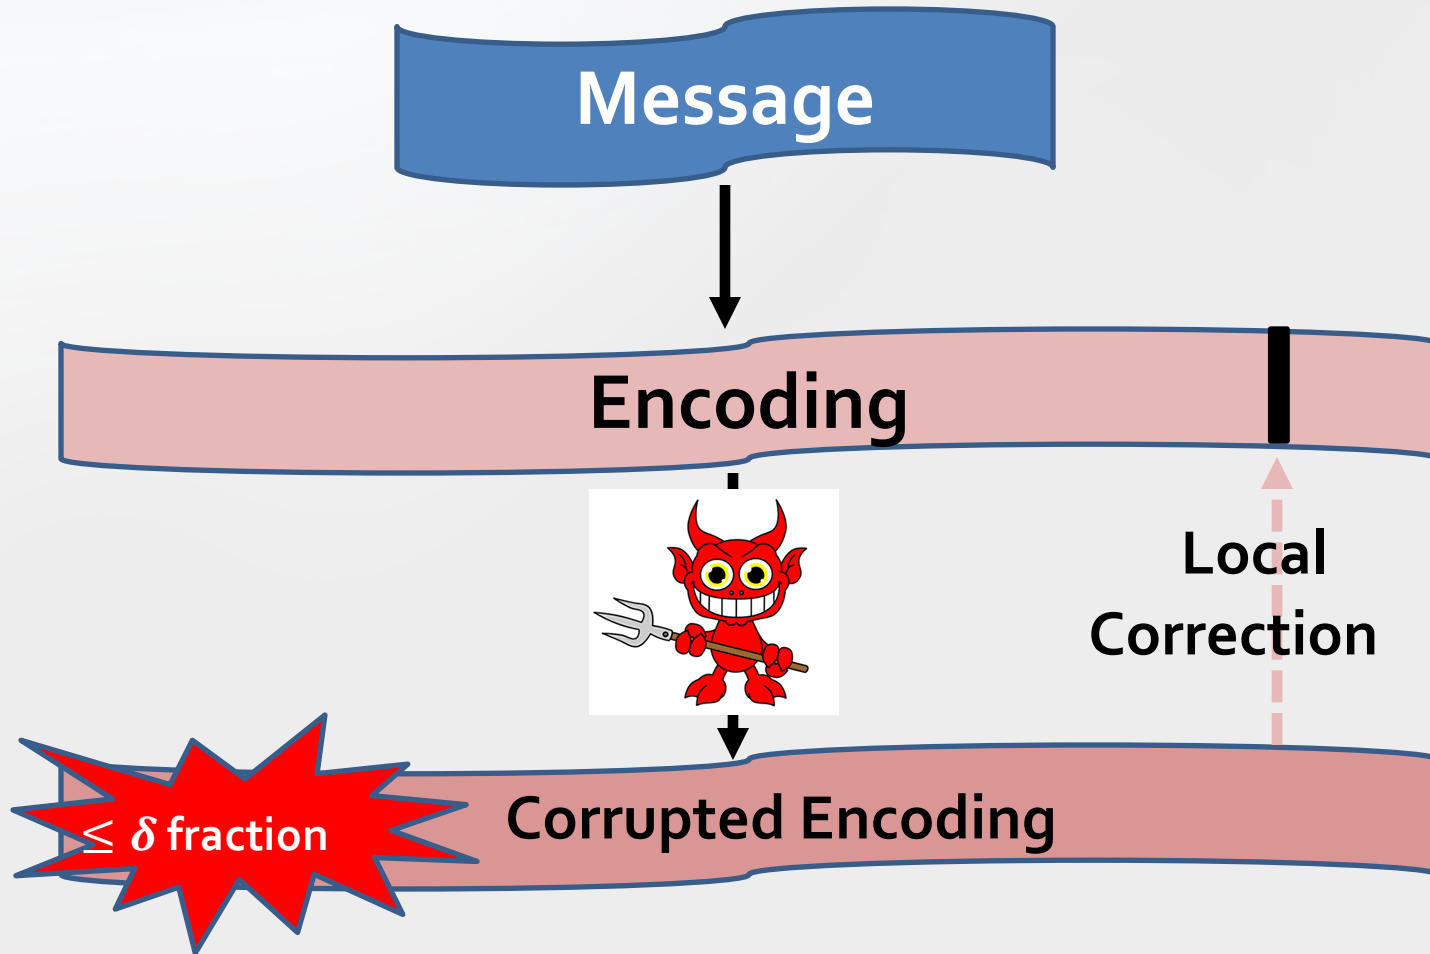 Message
Encoding
Local
Correction
≤ δ fraction
Corrupted Encoding